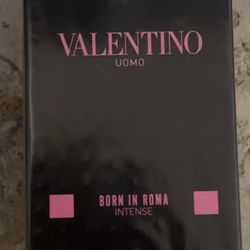 VALENTINO
UOMO
BORN IN ROMA
INTENSE